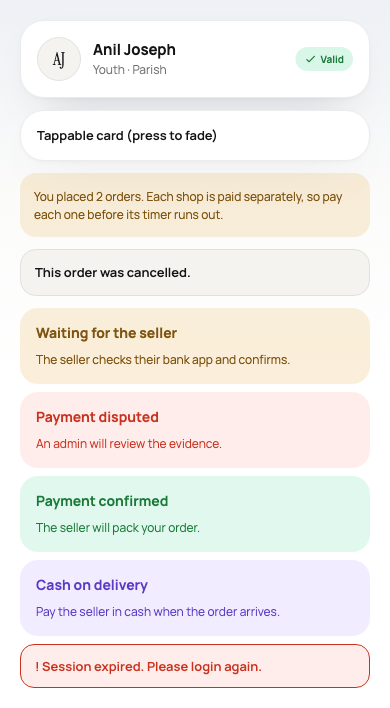 AJ
Anil Joseph
Youth · Parish
Valid
Tappable card (press to fade)
You placed 2 orders. Each shop is paid separately, so pay
each one before its timer runs out.
This order was cancelled.
Waiting for the seller
The seller checks their bank app and confirms.
Payment disputed
An admin will review the evidence.
Payment confirmed
The seller will pack your order.
Cash on delivery
Pay the seller in cash when the order arrives.
! Session expired. Please login again.